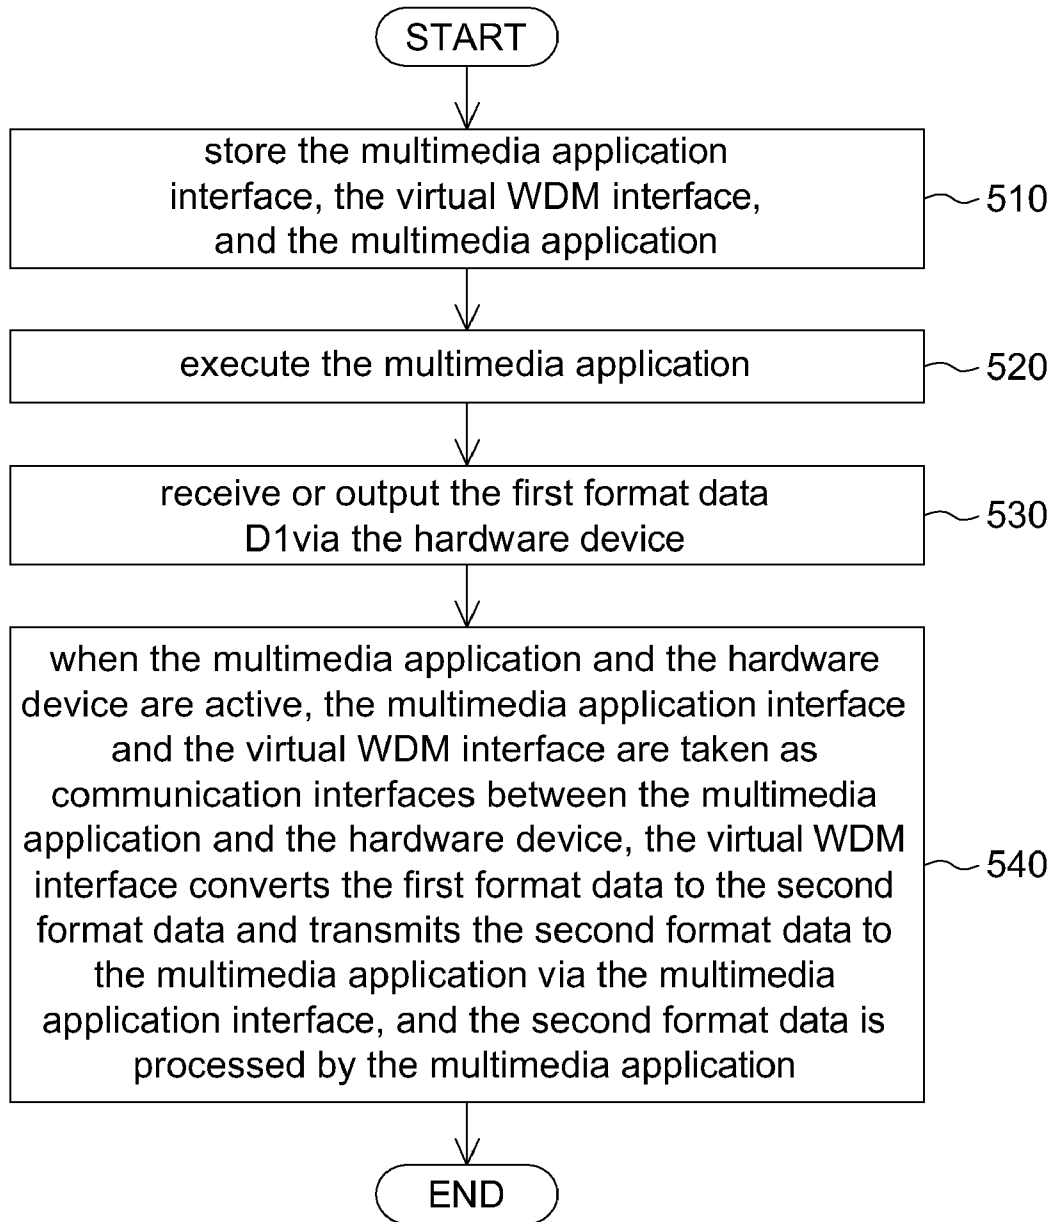 START
store the multimedia application
interface, the virtual WDM interface,
and the multimedia application
510
execute the multimedia application
520
receive or output the first format data
D1via the hardware device
530
when the multimedia application and the hardware
device are active, the multimedia application interface
and the virtual WDM interface are taken as
communication interfaces between the multimedia
application and the hardware device, the virtual WDM
interface converts the first format data to the second
format data and transmits the second format data to
the multimedia application via the multimedia
application interface, and the second format data is
processed by the multimedia application
540
END